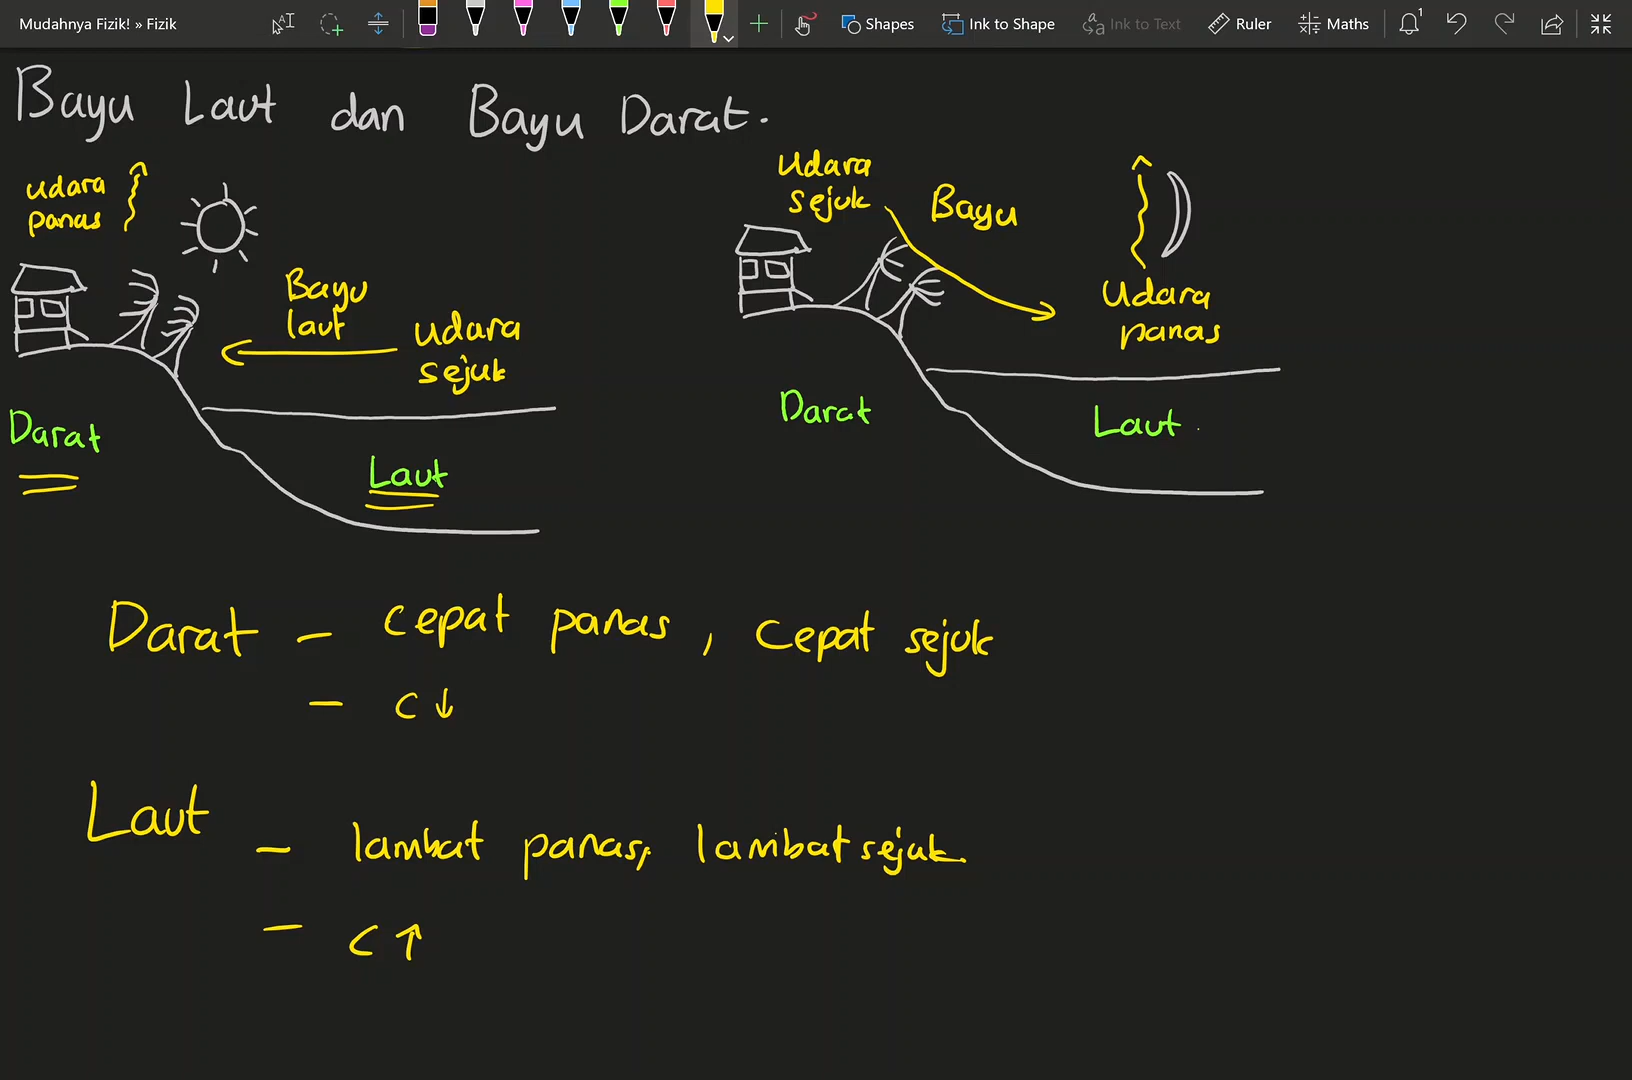 Mudahnya Fizik! » Fizik
Shapes
Ink to Shape
Ink to Text
Ruler
Maths
1
Bayu Laut dan Bayu Darat.
udara
panas
Bayu
laut
udara
sejuk
Darat
Laut
Udara
sejuk
Bayu
Udara
panas
Darat
Laut
Darat - cepat panas, cepat sejuk
- c↓
Laut
- lambat panas, lambat sejuk.
- c↑